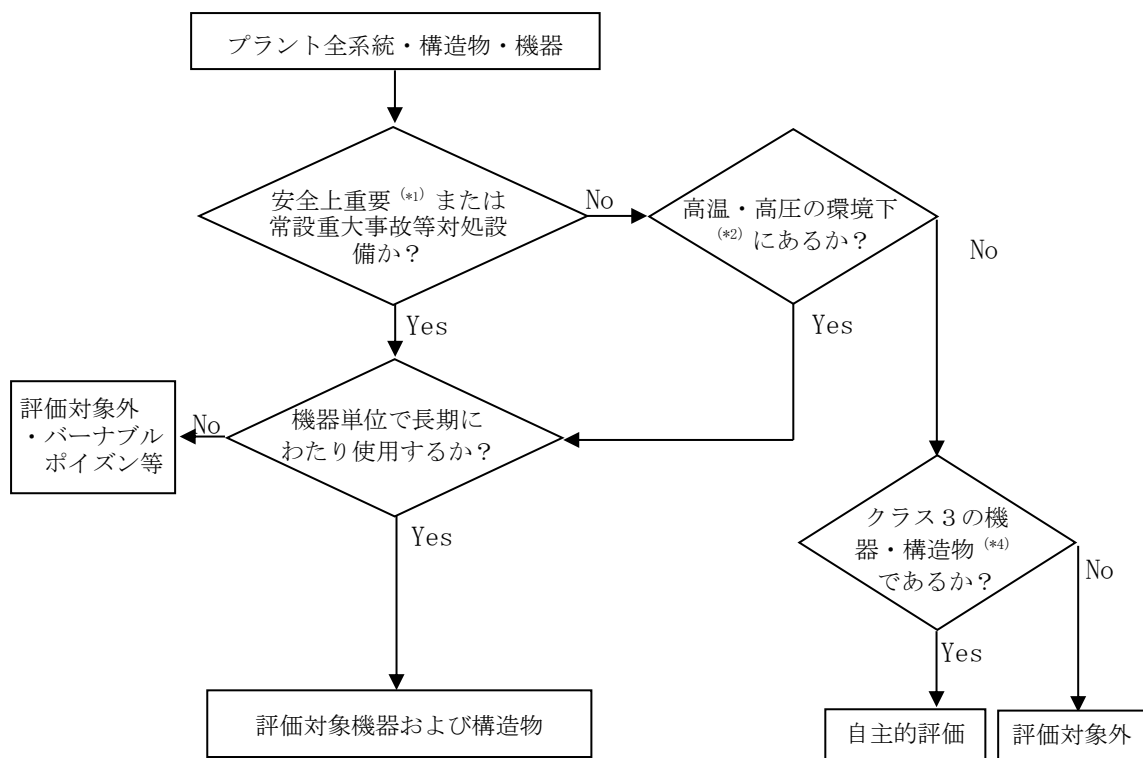 プラント全系統・構造物・機器
安全上重要(*1)または
常設重大事故等対処設
備か？
No
高温・高圧の環境下
(*2)にあるか？
No
Yes
Yes
評価対象外
・バーナブル
ポイズン等
No
機器単位で長期に
わたり使用するか？
Yes
クラス３の機
器・構造物(*4)
であるか？
No
Yes
評価対象機器および構造物
自主的評価
評価対象外